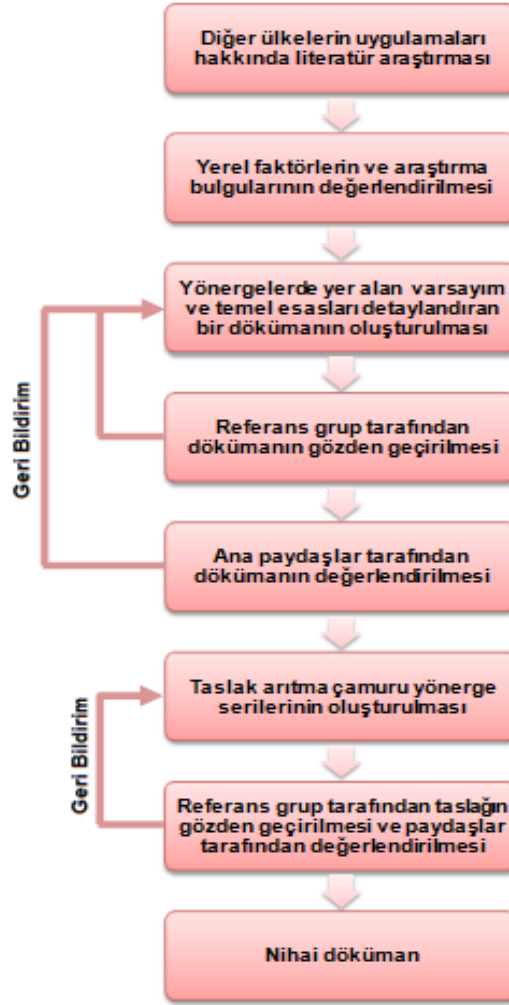 Diğer ülkelerin uygulamaları
hakkında literatür araştırması
Yerel faktörlerin ve araştırma
bulgularının değerlendirilmesi
Yönergelerde yer alan varsayım
ve temel esasları detaylandıran
bir dökümanın oluşturulması
Referans grup tarafından
dökümanın gözden geçirilmesi
Geri Bildirim
Ana paydaşlar tarafından
dökümanın değerlendirilmesi
Taslak arıtma çamuru yönerge
serilerinin oluşturulması
Geri Bildirim
Referans grup tarafından taslağın
gözden geçirilmesi ve paydaşlar
tarafından değerlendirilmesi
Nihai döküman